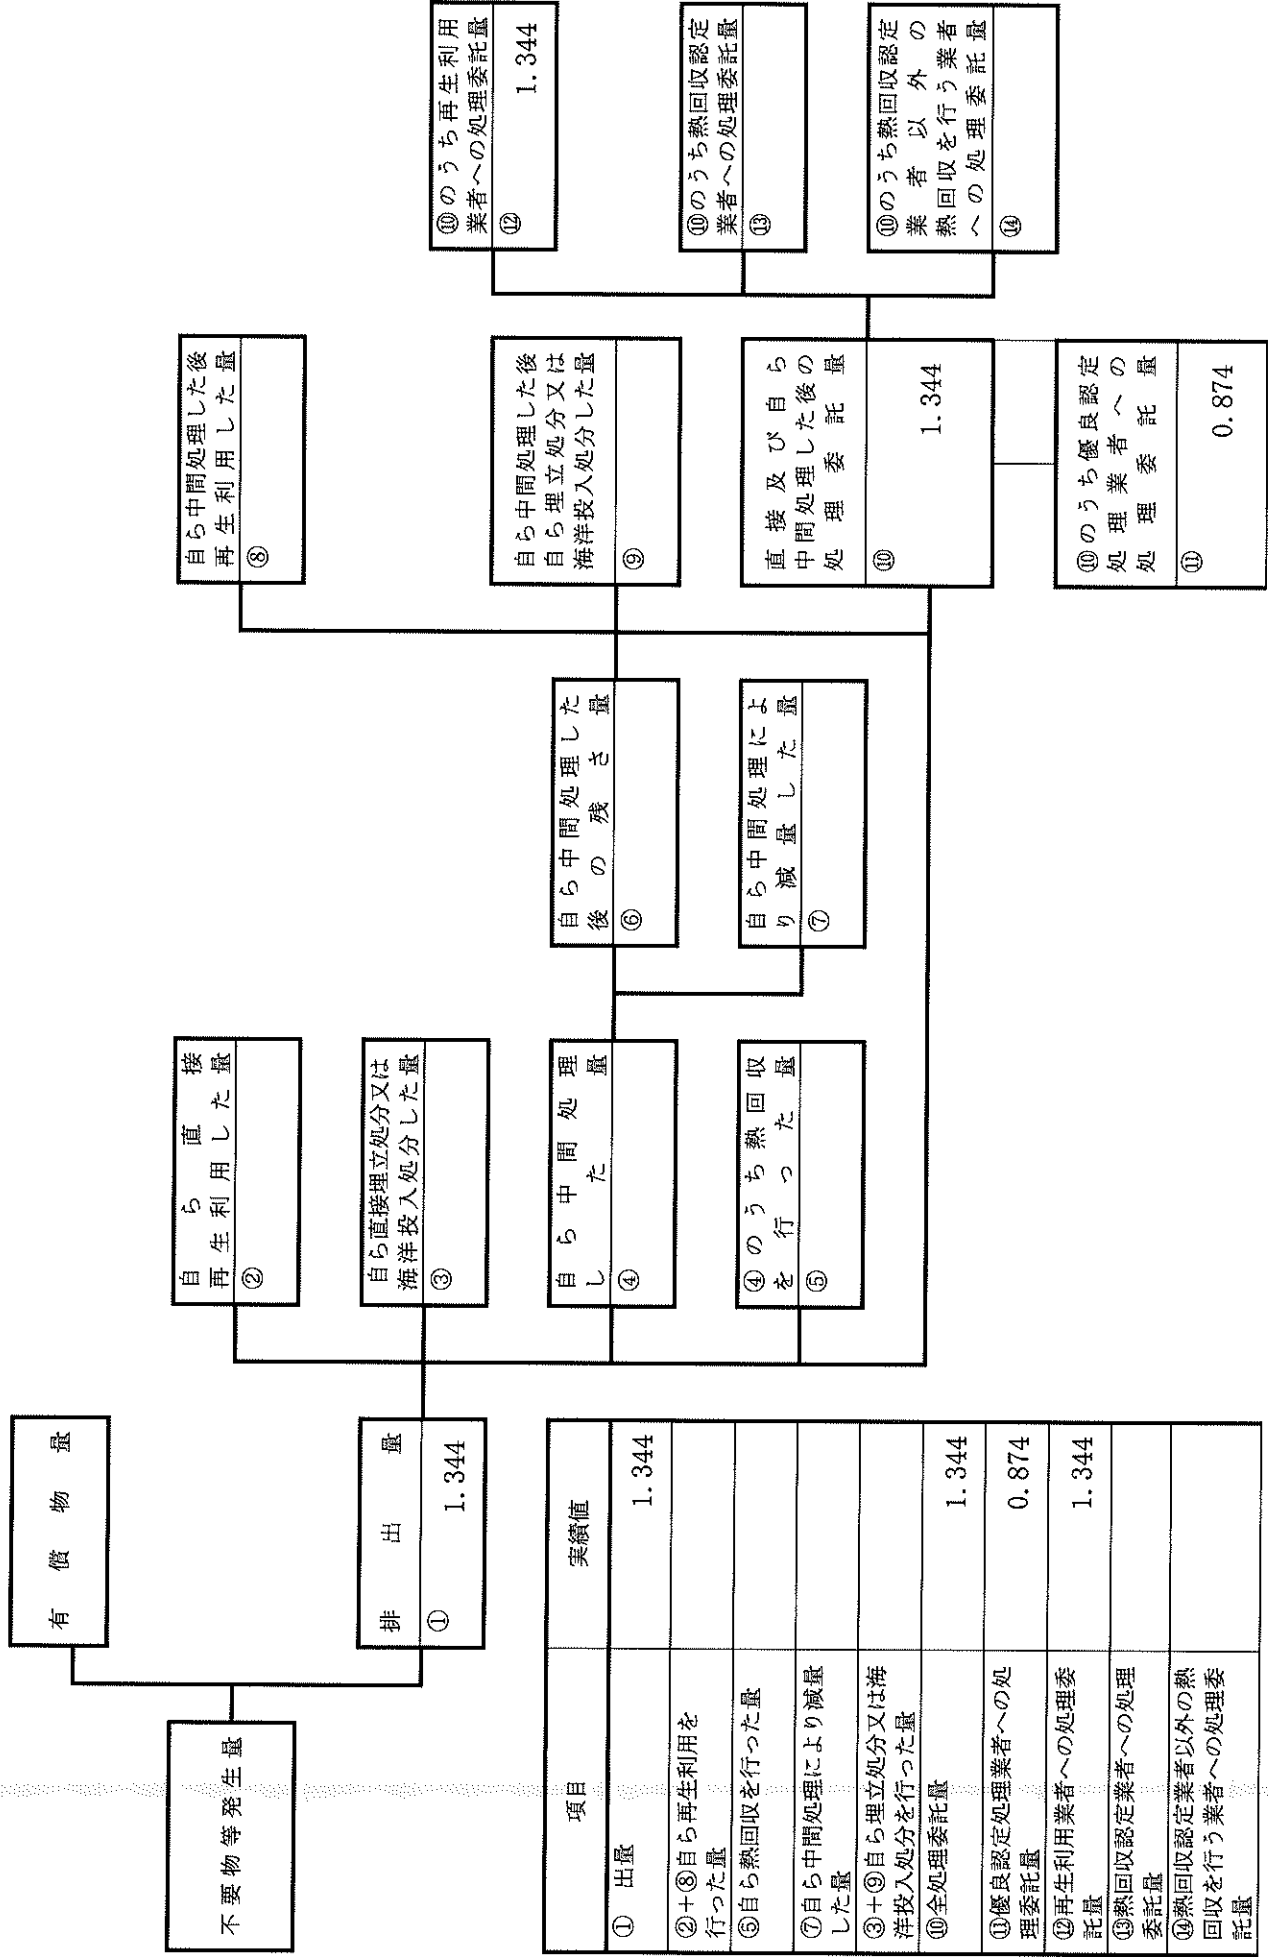 不要物等発生量
有償物量
排出量
① 1.344
自ら直接
再生利用した量
②
自ら直接埋立処分又は
海洋投入処分した量
③
自ら中間処理
した量
④
④のうち熱回収
を行った量
⑤
自ら中間処理した
後の残さ量
⑥
自ら中間処理によ
り減量した量
⑦
自ら中間処理した後
再生利用した量
⑧
自ら中間処理した後
自ら埋立処分又は
海洋投入処分した量
⑨
直接及び自ら
中間処理した後の
処理委託量
⑩ 1.344
⑩のうち優良認定
処理業者への
処理委託量
⑪ 0.874
⑩のうち再生利用
業者への処理委託量
⑫ 1.344
⑩のうち熱回収認定
業者への処理委託量
⑬
⑩のうち熱回収認定
業者以外の
熱回収を行う業者
への処理委託量
⑭
項目 実績値
① 出量 1.344
②+⑧自ら再生利用を
行った量
⑤自ら熱回収を行った量
⑦自ら中間処理により減量
した量
③+⑨自ら埋立処分又は海
洋投入処分を行った量
⑩全処理委託量 1.344
⑪優良認定処理業者への処
理委託量 0.874
⑫再生利用業者への処理委
託量 1.344
⑬熱回収認定業者への処理
委託量
⑭熱回収認定業者以外の熱
回収を行う業者への処理委
託量